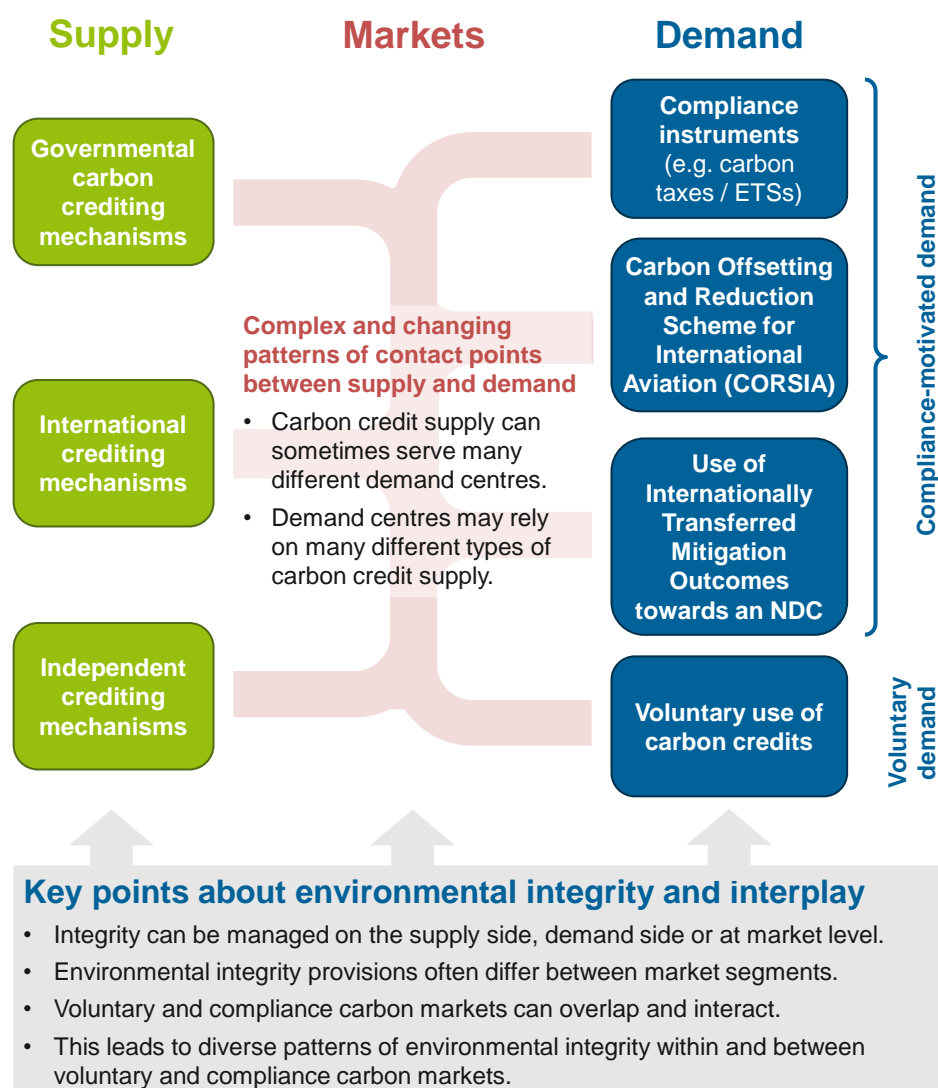 Supply
Markets
Demand
Governmental
carbon
crediting
mechanisms
International
crediting
mechanisms
Independent
crediting
mechanisms
Complex and changing
patterns of contact points
between supply and demand
• Carbon credit supply can
sometimes serve many
different demand centres.
• Demand centres may rely
on many different types of
carbon credit supply.
Compliance
instruments
(e.g. carbon
taxes / ETSs)
Carbon Offsetting
and Reduction
Scheme for
International
Aviation (CORSIA)
Use of
Internationally
Transferred
Mitigation
Outcomes
towards an NDC
Voluntary use of
carbon credits
Compliance-motivated demand
Voluntary
demand
Key points about environmental integrity and interplay
• Integrity can be managed on the supply side, demand side or at market level.
• Environmental integrity provisions often differ between market segments.
• Voluntary and compliance carbon markets can overlap and interact.
• This leads to diverse patterns of environmental integrity within and between
voluntary and compliance carbon markets.